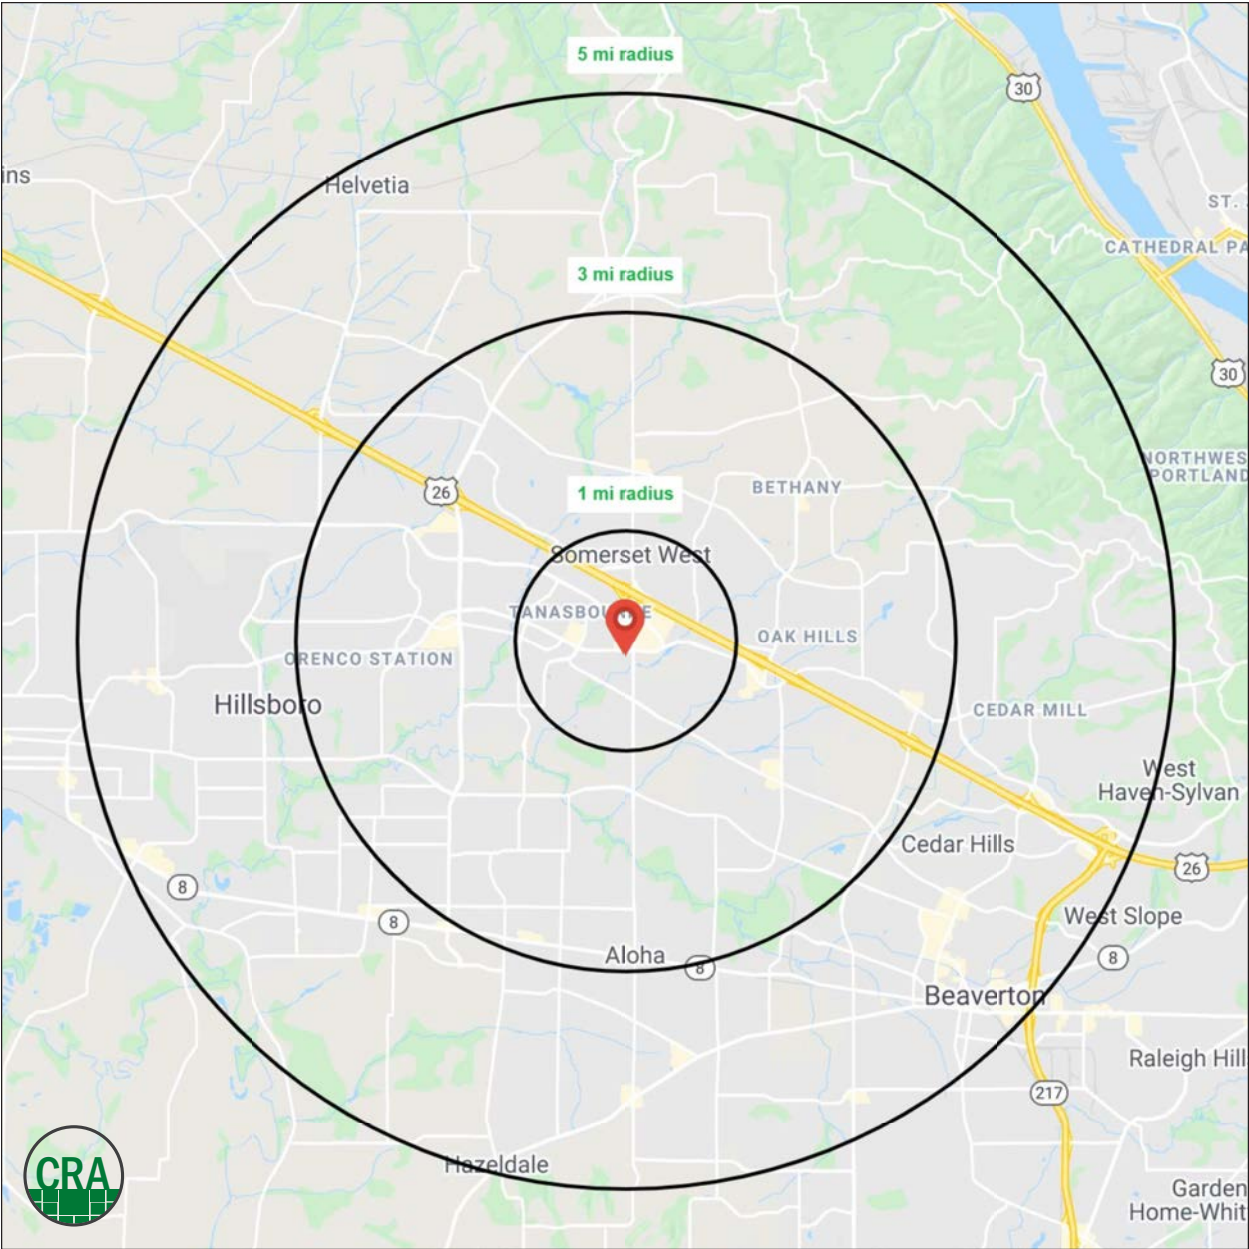 5 mi radius
30
Helvetia
ins
ST.
CATHEDRAL PA
3 mi radius
30
NORTHWES
PORTLAND
26
1 mi radius
BETHANY
Somerset West
TANASBOURNE
OAK HILLS
ORENCO STATION
Hillsboro
CEDAR MILL
West
Haven-Sylvan
Cedar Hills
26
8
8
West Slope
Aloha
8
8
Beaverton
Raleigh Hill
217
Hazeldale
CRA
Garden
Home-Whit